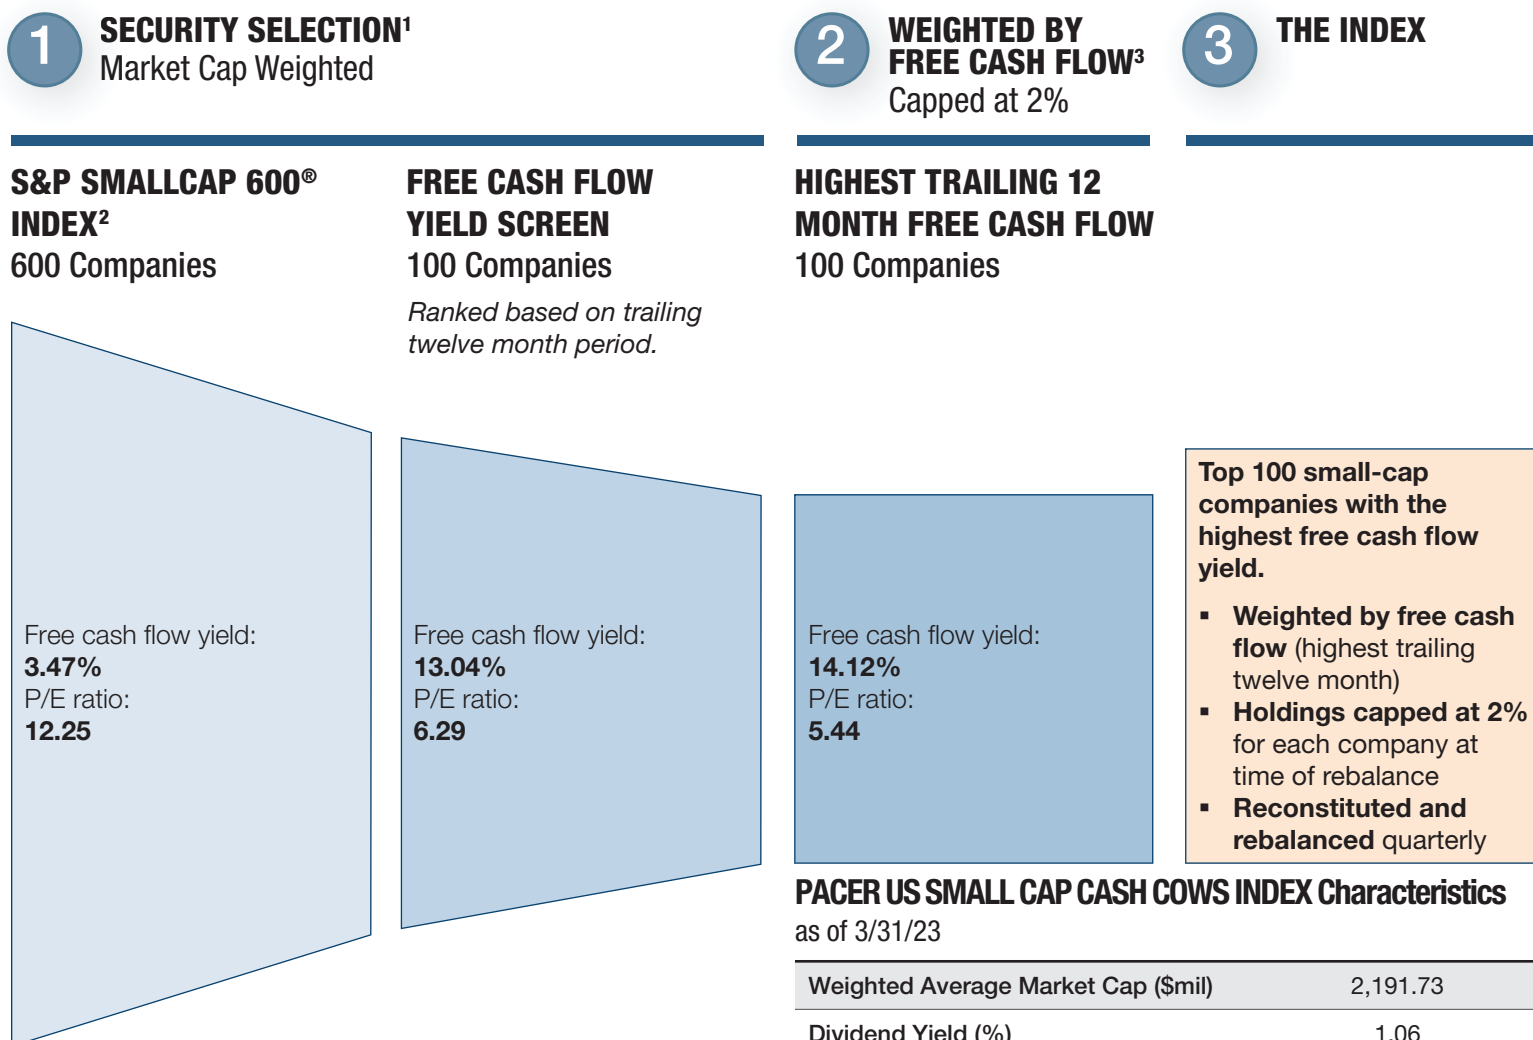 1
SECURITY SELECTION¹
Market Cap Weighted
2
WEIGHTED BY
FREE CASH FLOW³
Capped at 2%
3
THE INDEX
S&P SMALLCAP 600®
INDEX²
600 Companies
FREE CASH FLOW
YIELD SCREEN
100 Companies
Ranked based on trailing
twelve month period.
HIGHEST TRAILING 12
MONTH FREE CASH FLOW
100 Companies
Free cash flow yield:
3.47%
P/E ratio:
12.25
Free cash flow yield:
13.04%
P/E ratio:
6.29
Free cash flow yield:
14.12%
P/E ratio:
5.44
Top 100 small-cap
companies with the
highest free cash flow
yield.
▪ Weighted by free cash
flow (highest trailing
twelve month)
▪ Holdings capped at 2%
for each company at
time of rebalance
▪ Reconstituted and
rebalanced quarterly
PACER US SMALL CAP CASH COWS INDEX Characteristics
as of 3/31/23
Weighted Average Market Cap ($mil) 2,191.73
Dividend Yield (%) 1.06